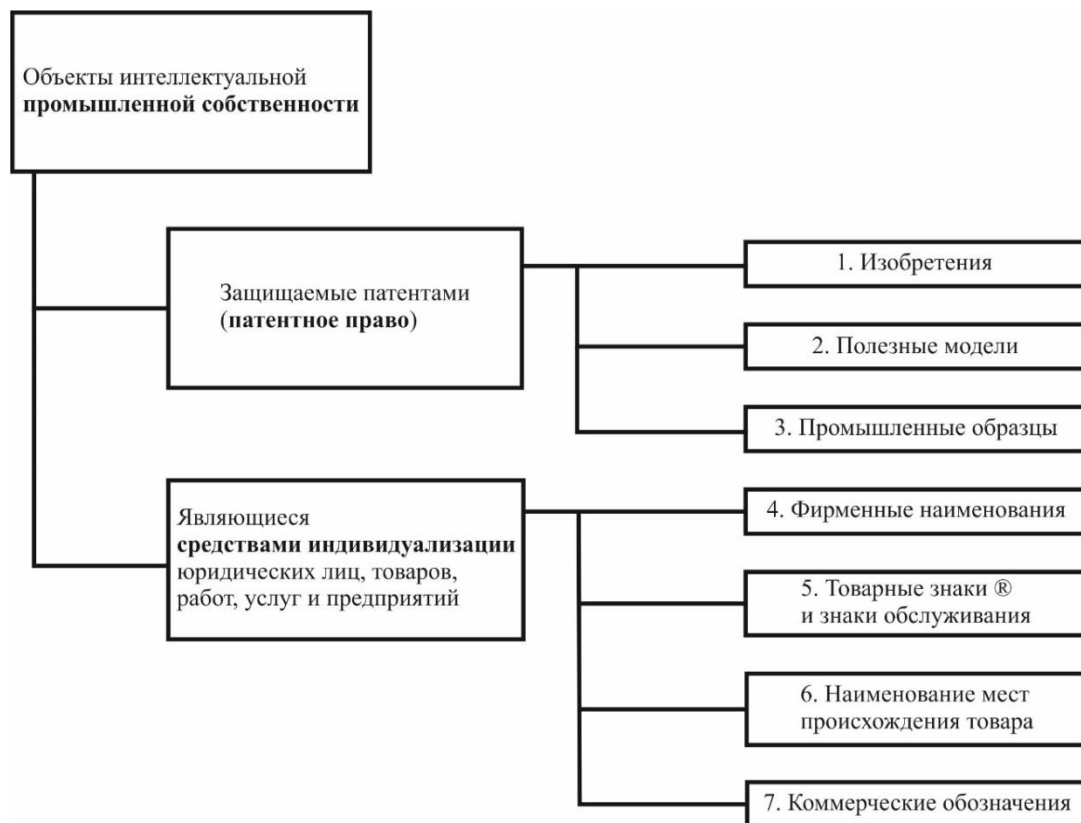 Объекты интеллектуальной
промышленной собственности
Защищаемые патентами
(патентное право)
1. Изобретения
2. Полезные модели
3. Промышленные образцы
Являющиеся
средствами индивидуализации
юридических лиц, товаров,
работ, услуг и предприятий
4. Фирменные наименования
5. Товарные знаки ®
и знаки обслуживания
6. Наименование мест
происхождения товара
7. Коммерческие обозначения